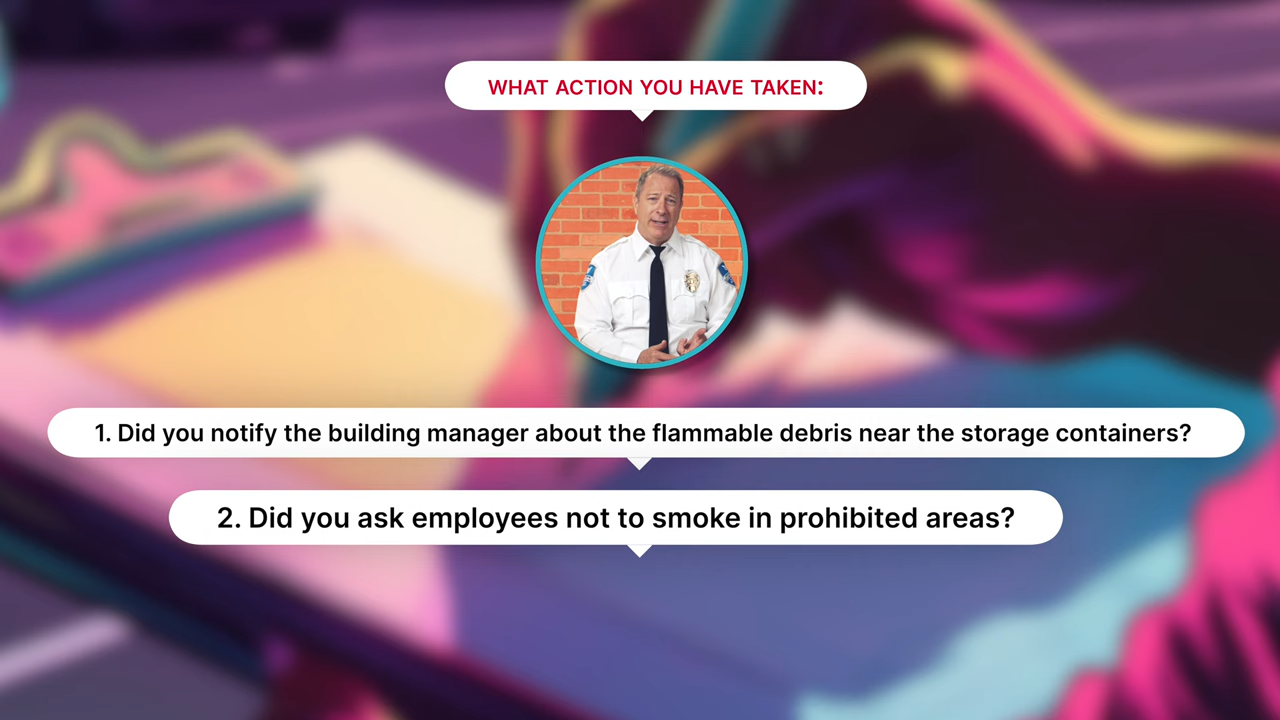 WHAT ACTION YOU HAVE TAKEN:
1. Did you notify the building manager about the flammable debris near the storage containers?
2. Did you ask employees not to smoke in prohibited areas?